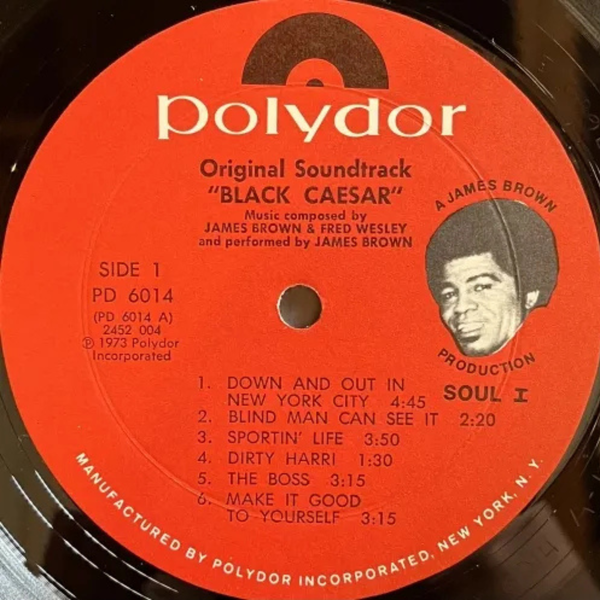 polydor
Original Soundtrack
"BLACK CAESAR"
Music composed by
JAMES BROWN & FRED WESLEY
and performed by JAMES BROWN
A JAMES BROWN
PRODUCTION
SOUL I
SIDE 1
PD 6014
(PD 6014 A)
2452 004
℗ 1973 Polydor
Incorporated
1. DOWN AND OUT IN
NEW YORK CITY 4:45
2. BLIND MAN CAN SEE IT 2:20
3. SPORTIN' LIFE 3:50
4. DIRTY HARRI 1:30
5. THE BOSS 3:15
6. MAKE IT GOOD
TO YOURSELF 3:15
MANUFACTURED BY POLYDOR INCORPORATED, NEW YORK, N.Y.